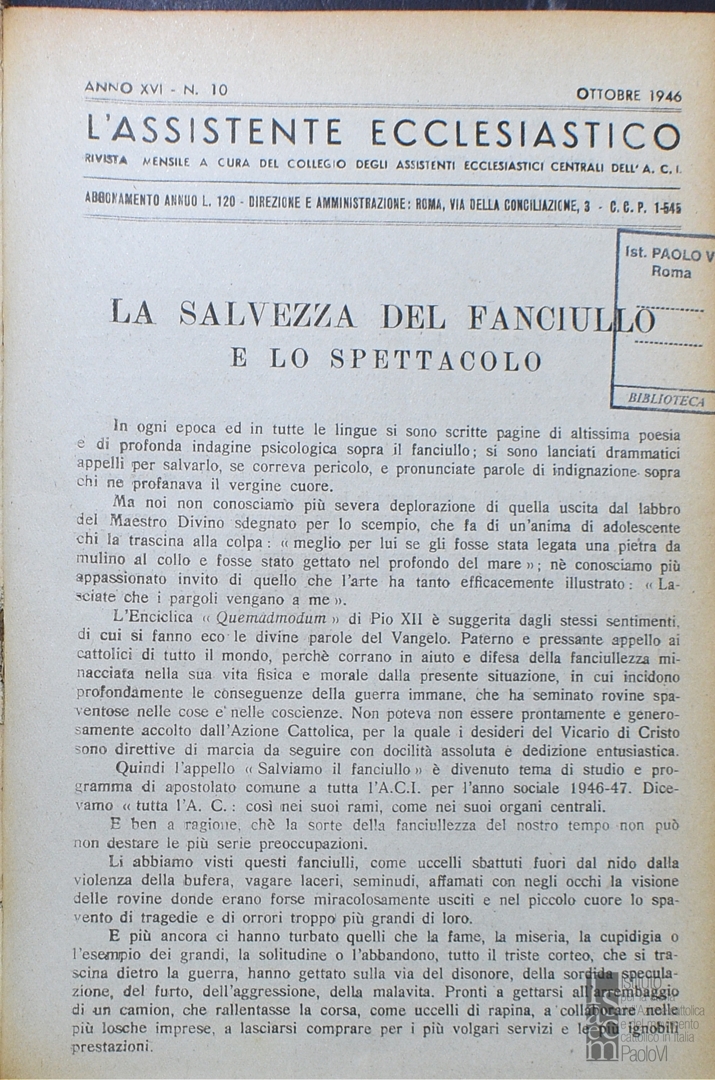 ANNO XVI - N. 10
OTTOBRE 1946
L'ASSISTENTE ECCLESIASTICO
RIVISTA MENSILE A CURA DEL COLLEGIO DEGLI ASSISTENTI ECCLESIASTICI CENTRALI DELL'A. C. I.
ABBONAMENTO ANNUO L. 120 - DIREZIONE E AMMINISTRAZIONE: ROMA, VIA DELLA CONCILIAZIONE, 3 - C. C. P. 1-545
Ist. PAOLO V
Roma
BIBLIOTECA
LA SALVEZZA DEL FANCIULLO
E LO SPETTACOLO
In ogni epoca ed in tutte le lingue si sono scritte pagine di altissima poesia
e di profonda indagine psicologica sopra il fanciullo; si sono lanciati drammatici
appelli per salvarlo, se correva pericolo, e pronunciate parole di indignazione sopra
chi ne profanava il vergine cuore.
Ma noi non conosciamo più severa deplorazione di quella uscita dal labbro
del Maestro Divino sdegnato per lo scempio, che fa di un'anima di adolescente
chi la trascina alla colpa: « meglio per lui se gli fosse stata legata una pietra da
mulino al collo e fosse stato gettato nel profondo del mare »; nè conosciamo più
appassionato invito di quello che l'arte ha tanto efficacemente illustrato: « La-
sciate che i pargoli vengano a me ».
L'Enciclica « Quemadmodum » di Pio XII è suggerita dagli stessi sentimenti,
di cui si fanno eco le divine parole del Vangelo. Paterno e pressante appello ai
cattolici di tutto il mondo, perchè corrano in aiuto e difesa della fanciullezza mi-
nacciata nella sua vita fisica e morale dalla presente situazione, in cui incidono
profondamente le conseguenze della guerra immane, che ha seminato rovine spa-
ventose nelle cose e nelle coscienze. Non poteva non essere prontamente e genero-
samente accolto dall'Azione Cattolica, per la quale i desideri del Vicario di Cristo
sono direttive di marcia da seguire con docilità assoluta e dedizione entusiastica.
Quindi l'appello « Salviamo il fanciullo » è divenuto tema di studio e pro-
gramma di apostolato comune a tutta l'A.C.I. per l'anno sociale 1946-47. Dice-
vamo « tutta l'A. C.: così nei suoi rami, come nei suoi organi centrali.
E ben a ragione, chè la sorte della fanciullezza del nostro tempo non può
non destare le più serie preoccupazioni.
Li abbiamo visti questi fanciulli, come uccelli sbattuti fuori dal nido dalla
violenza della bufera, vagare laceri, seminudi, affamati con negli occhi la visione
delle rovine donde erano forse miracolosamente usciti e nel piccolo cuore lo spa-
vento di tragedie e di orrori troppo più grandi di loro.
E più ancora ci hanno turbato quelli che la fame, la miseria, la cupidigia o
l'esempio dei grandi, la solitudine o l'abbandono, tutto il triste corteo, che si tra-
scina dietro la guerra, hanno gettato sulla via del disonore, della sordida specula-
zione, del furto, dell'aggressione, della malavita. Pronti a gettarsi all'arrembaggio
di un camion, che rallentasse la corsa, come uccelli di rapina, a collaborare nelle
più losche imprese, a lasciarsi comprare per i più volgari servizi e le più ignobili
prestazioni.
Paolo VI